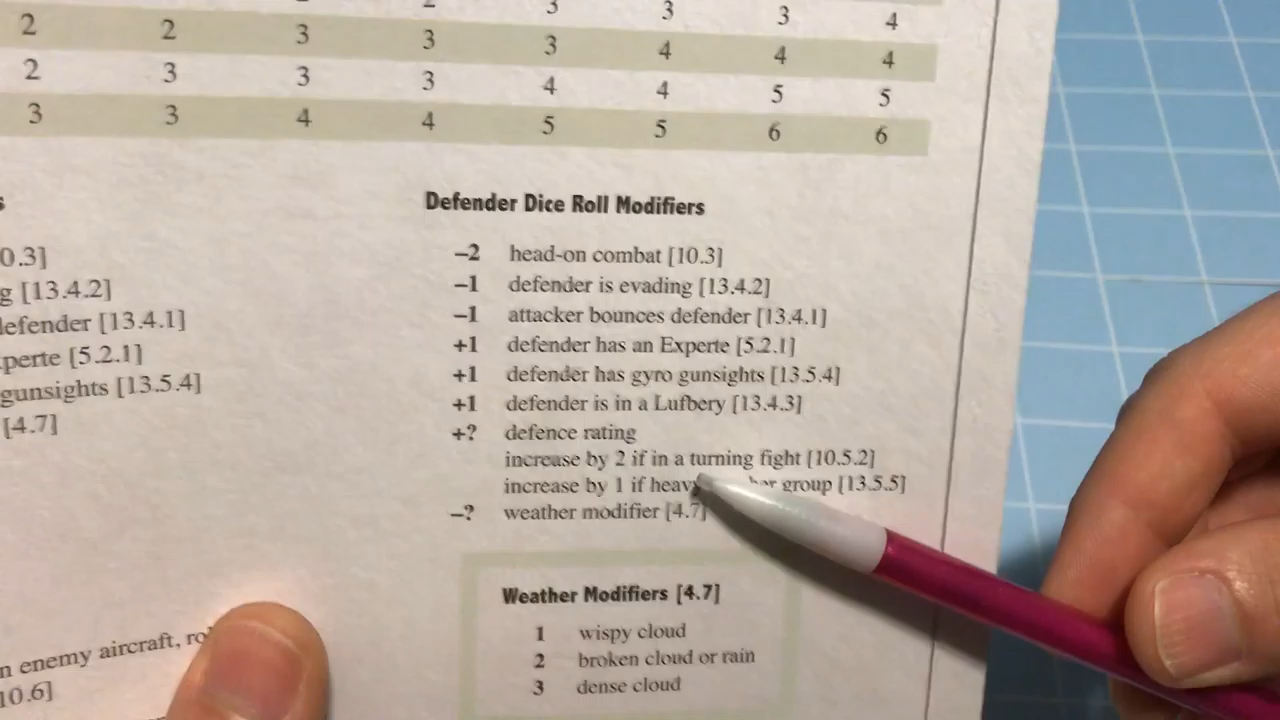 3 3 3 4
2 2 3 3 3 4 4 4
2 3 3 3 4 4 5 5
3 3 4 4 5 5 6 6
0.3]
g [13.4.2]
efender [13.4.1]
perte [5.2.1]
gunsights [13.5.4]
[4.7]
Defender Dice Roll Modifiers
–2 head-on combat [10.3]
–1 defender is evading [13.4.2]
–1 attacker bounces defender [13.4.1]
+1 defender has an Experte [5.2.1]
+1 defender has gyro gunsights [13.5.4]
+1 defender is in a Lufbery [13.4.3]
+? defence rating
increase by 2 if in a turning fight [10.5.2]
increase by 1 if heavy group [13.5.5]
–? weather modifier [4.7]
Weather Modifiers [4.7]
1 wispy cloud
2 broken cloud or rain
3 dense cloud
n enemy aircraft, ro
10.6]